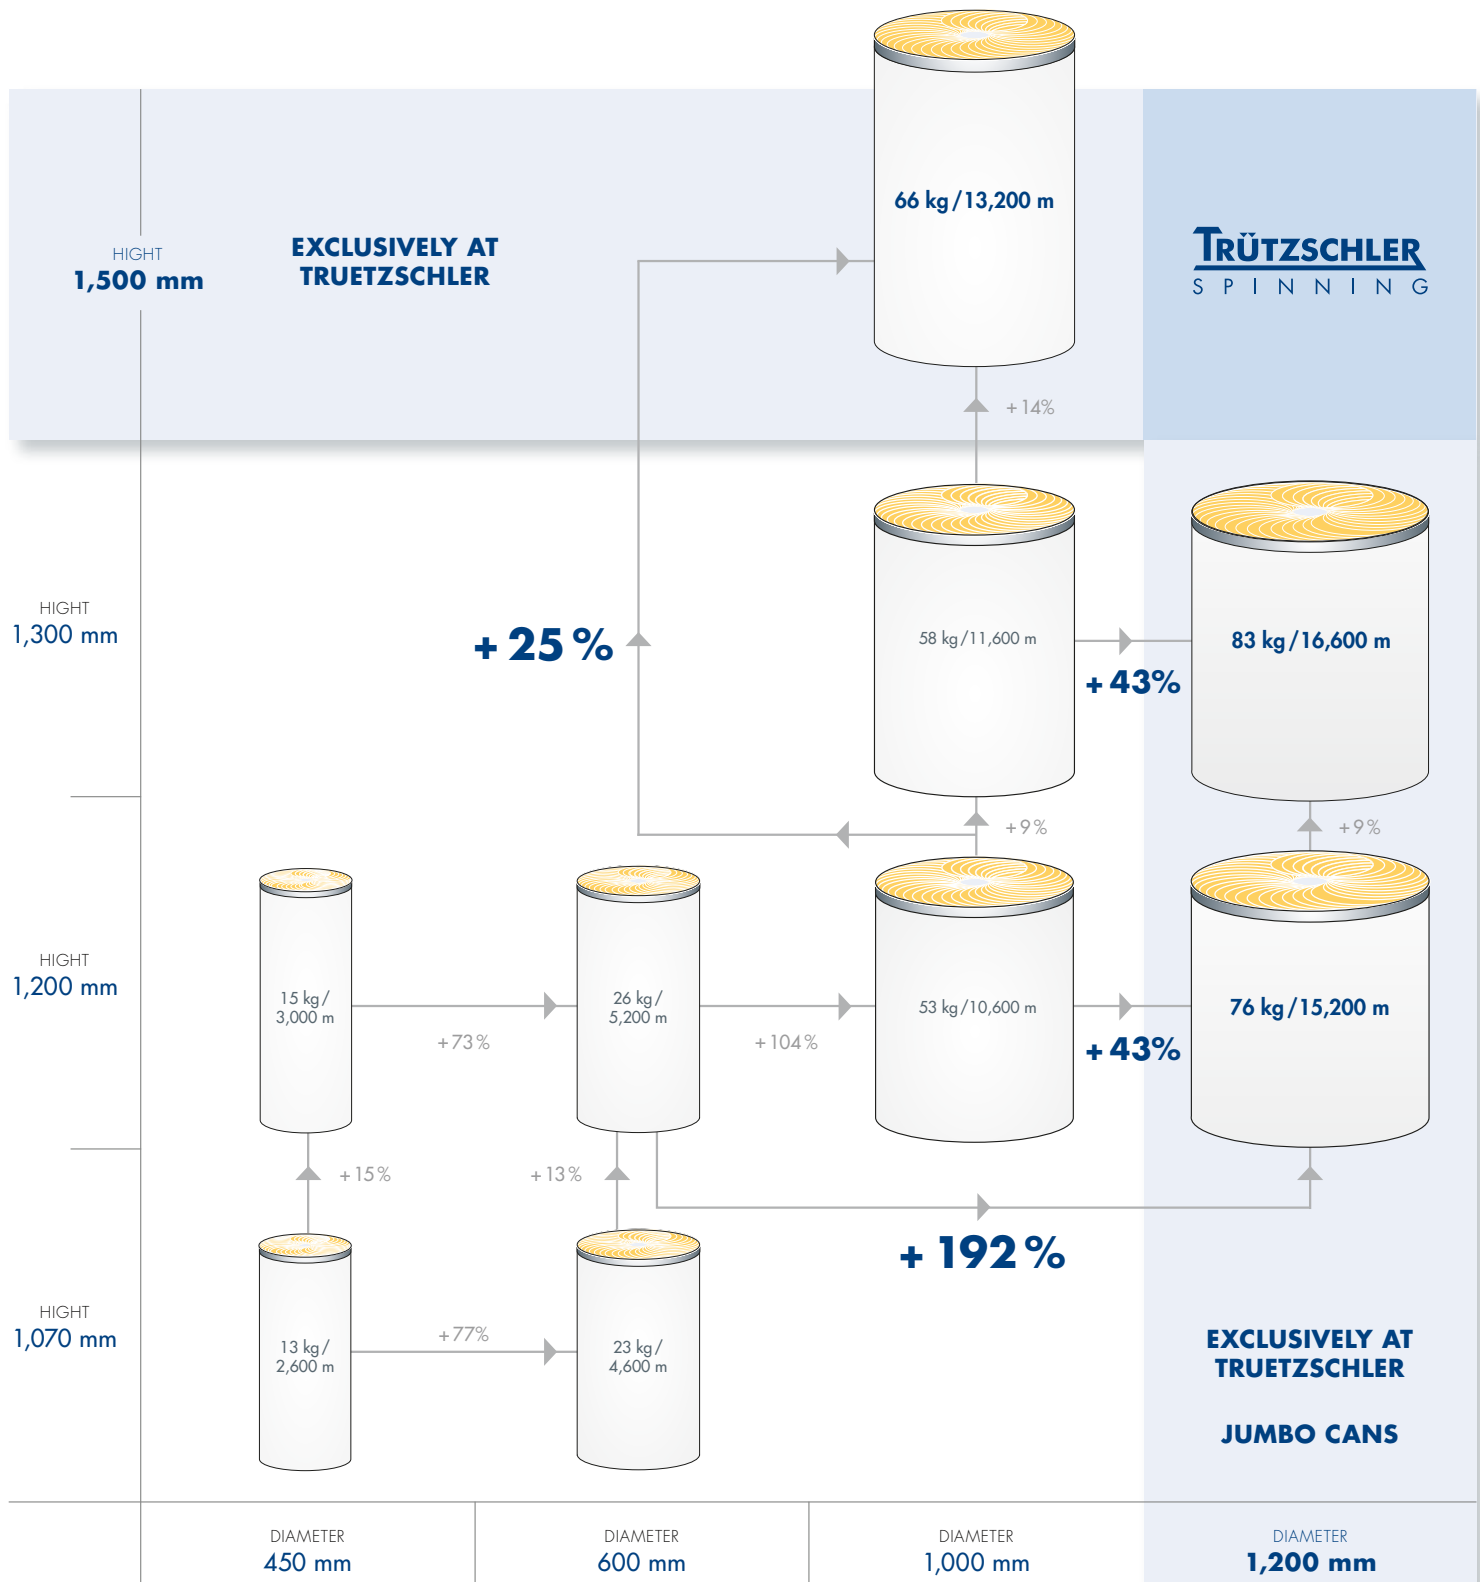 66 kg/13,200 m
HIGHT
1,500 mm
EXCLUSIVELY AT
TRUETZSCHLER
TRÜTZSCHLER
SPINNING
+14%
HIGHT
1,300 mm
+ 25 %
58 kg/11,600 m
+ 43%
83 kg/16,600 m
+9%
+9%
HIGHT
1,200 mm
15 kg/
3,000 m
+73%
26 kg/
5,200 m
+104%
53 kg/10,600 m
+ 43%
76 kg/15,200 m
+15%
+13%
+ 192 %
HIGHT
1,070 mm
13 kg/
2,600 m
+77%
23 kg/
4,600 m
EXCLUSIVELY AT
TRUETZSCHLER
JUMBO CANS
DIAMETER
450 mm
DIAMETER
600 mm
DIAMETER
1,000 mm
DIAMETER
1,200 mm